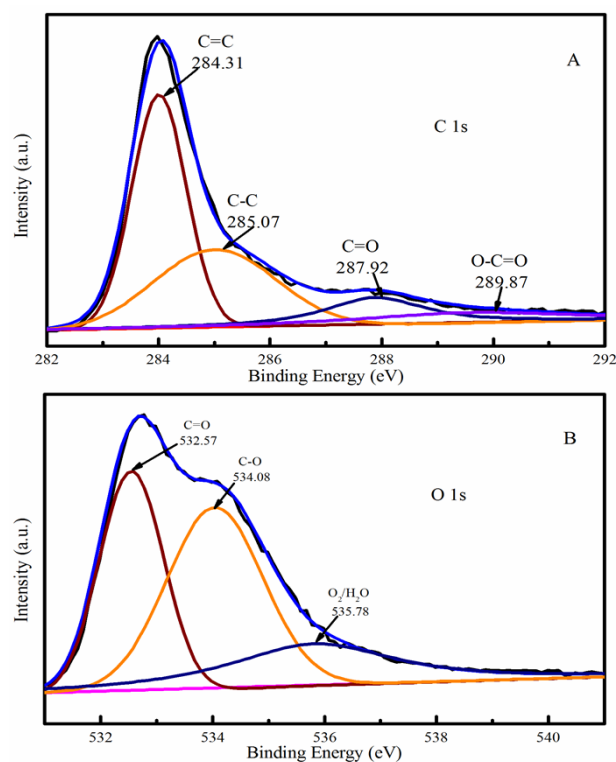 C=C
284.31
A
C 1s
C-C
285.07
C=O
287.92
O-C=O
289.87
Intensity (a.u.)
282 284 286 288 290 292
Binding Energy (eV)
C=O
532.57
C-O
534.08
B
O 1s
O₂/H₂O
535.78
Intensity (a.u.)
532 534 536 538 540
Binding Energy (eV)